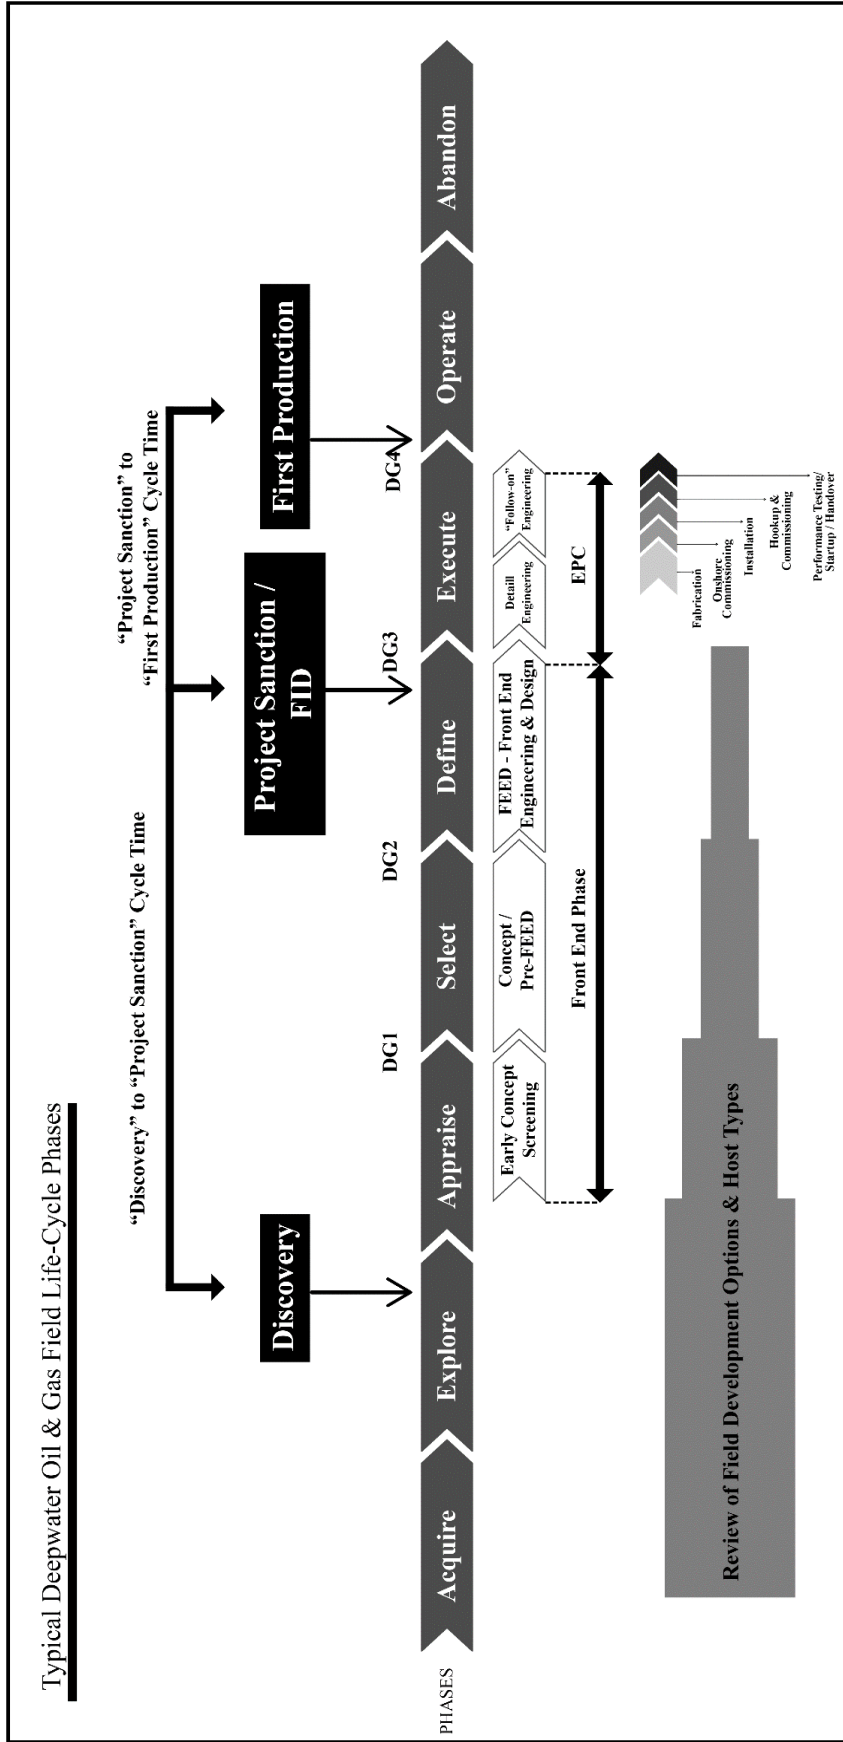 Typical Deepwater Oil & Gas Field Life-Cycle Phases
“Discovery” to “Project Sanction” Cycle Time
“Project Sanction” to
“First Production” Cycle Time
Discovery
Project Sanction /
FID
First Production
DG1
DG2
DG3
DG4
PHASES
Acquire
Explore
Appraise
Select
Define
Execute
Operate
Abandon
Early Concept
Screening
Concept /
Pre-FEED
FEED - Front End
Engineering & Design
Detaill
Engineering
“Follow-on”
Engineering
Front End Phase
EPC
Review of Field Development Options & Host Types
Fabrication
Onshore
Commissioning
Installation
Hookup &
Commissioning
Performance Testing/
Startup / Handover